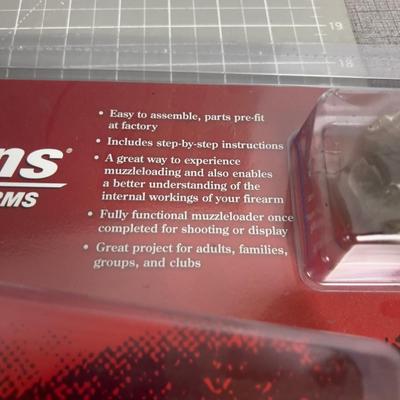 19
18
• Easy to assemble, parts pre-fit
at factory
• Includes step-by-step instructions
• A great way to experience
muzzleloading and also enables
a better understanding of the
internal workings of your firearm
• Fully functional muzzleloader once
completed for shooting or display
• Great project for adults, families,
groups, and clubs
ns®
RMS